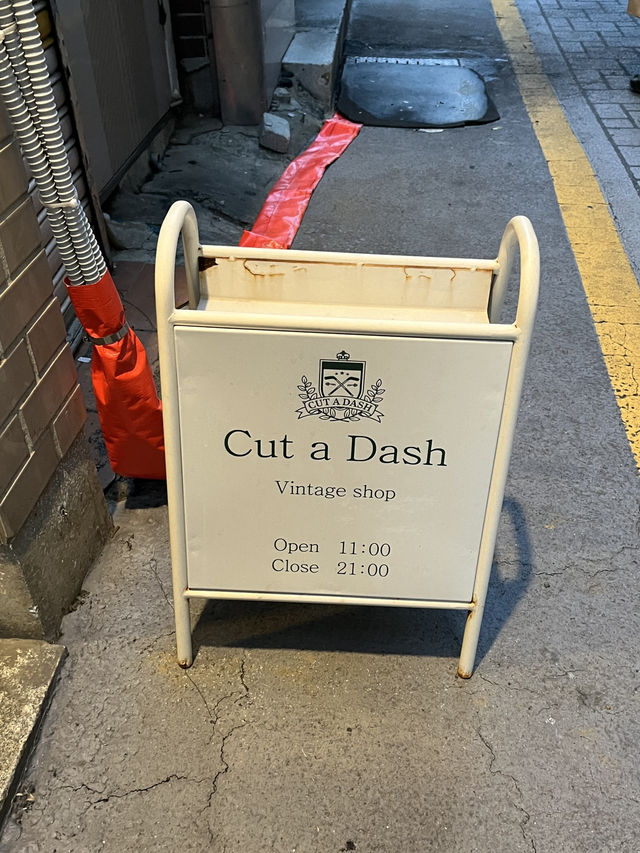 CUT A DASH
Cut a Dash
Vintage shop
Open 11:00
Close 21:00